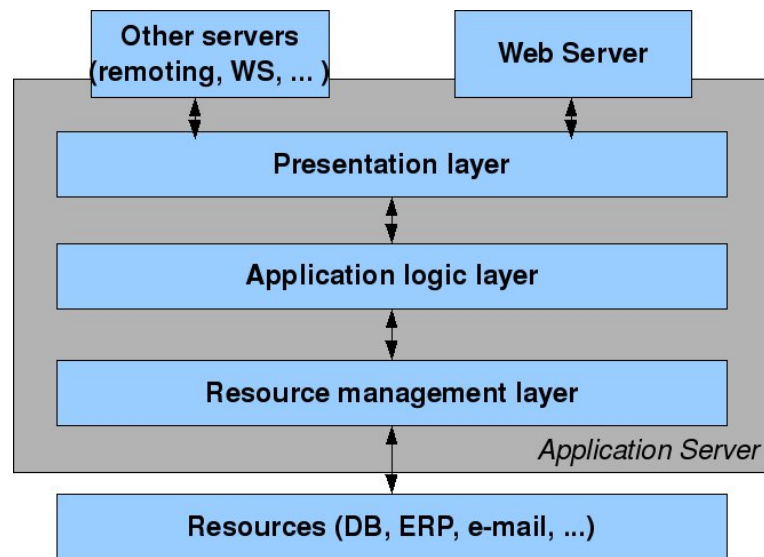 Other servers
(remoting, WS, ... )
Web Server
Presentation layer
Application logic layer
Resource management layer
Application Server
Resources (DB, ERP, e-mail, ...)